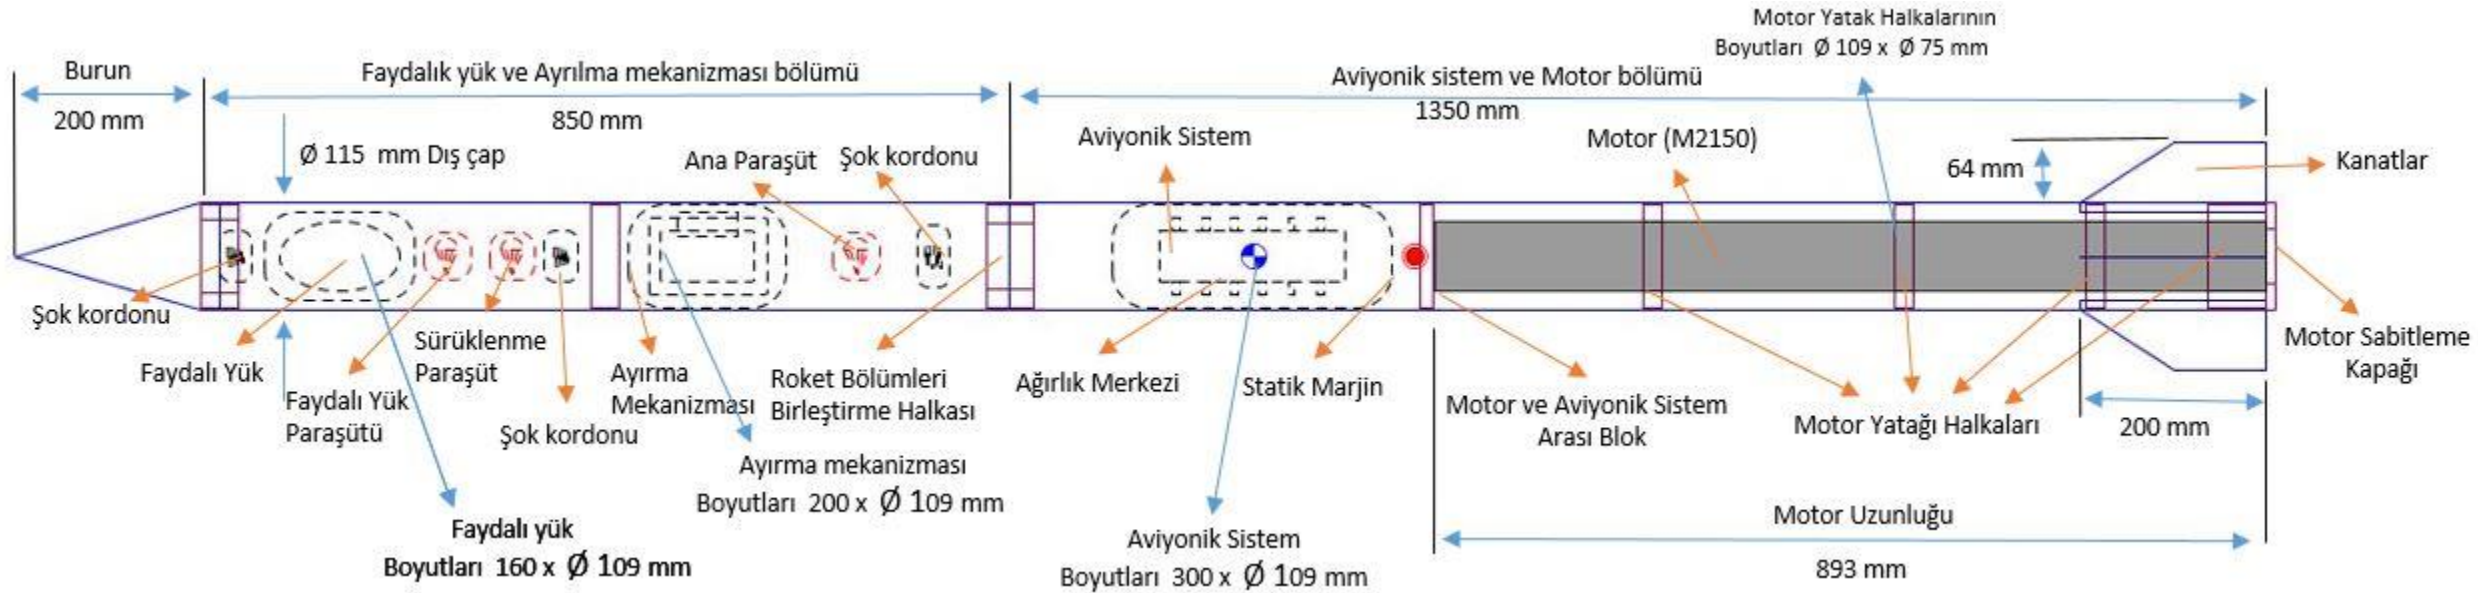 Motor Yatak Halkalarının
Boyutları Ø 109 x Ø 75 mm
Burun
200 mm
Faydalık yük ve Ayrılma mekanizması bölümü
850 mm
Aviyonik sistem ve Motor bölümü
1350 mm
Ø 115 mm Dış çap
Ana Paraşüt
Şok kordonu
Aviyonik Sistem
Motor (M2150)
64 mm
Kanatlar
Şok kordonu
Faydalı Yük
Faydalı Yük
Paraşütü
Sürüklenme
Paraşüt
Şok kordonu
Ayırma
Mekanizması
Roket Bölümleri
Birleştirme Halkası
Ağırlık Merkezi
Statik Marjin
Motor ve Aviyonik Sistem
Arası Blok
Motor Yatağı Halkaları
200 mm
Motor Sabitleme
Kapağı
Ayırma mekanizması
Boyutları 200 x Ø 109 mm
Faydalı yük
Boyutları 160 x Ø 109 mm
Aviyonik Sistem
Boyutları 300 x Ø 109 mm
Motor Uzunluğu
893 mm